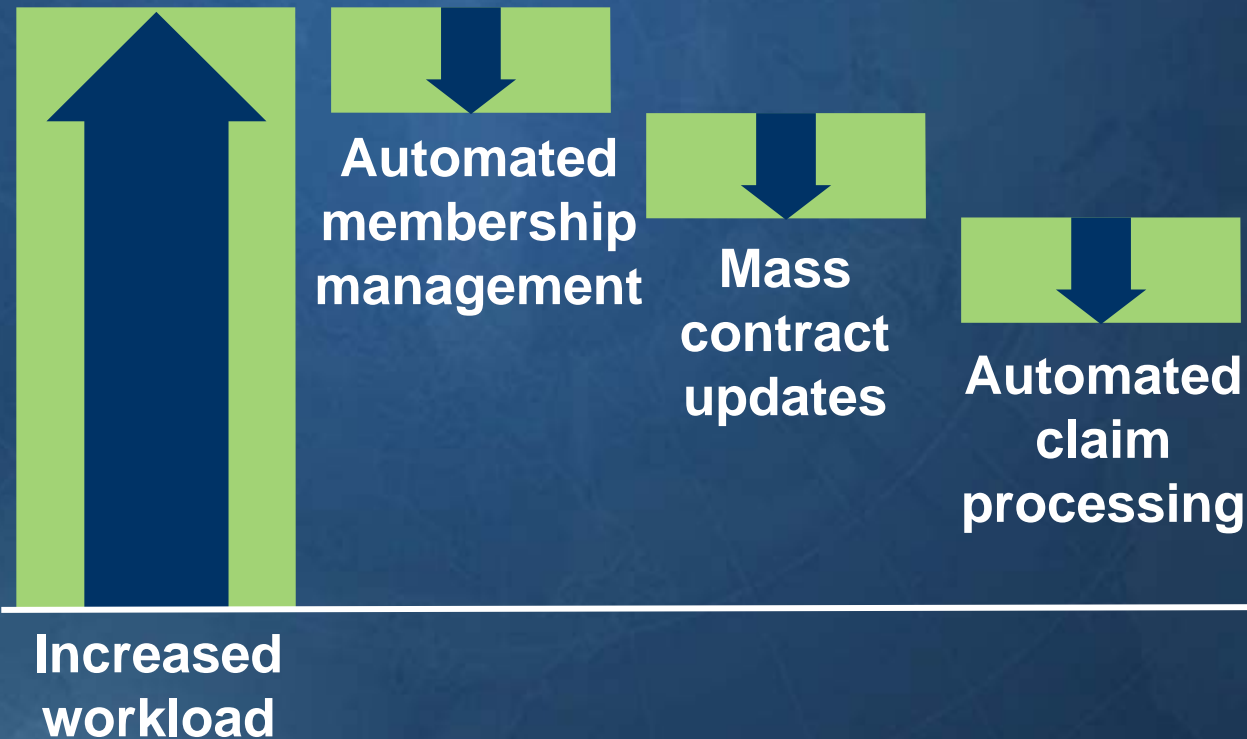 Automated
membership
management
Mass
contract
updates
Automated
claim
processing
Increased
workload